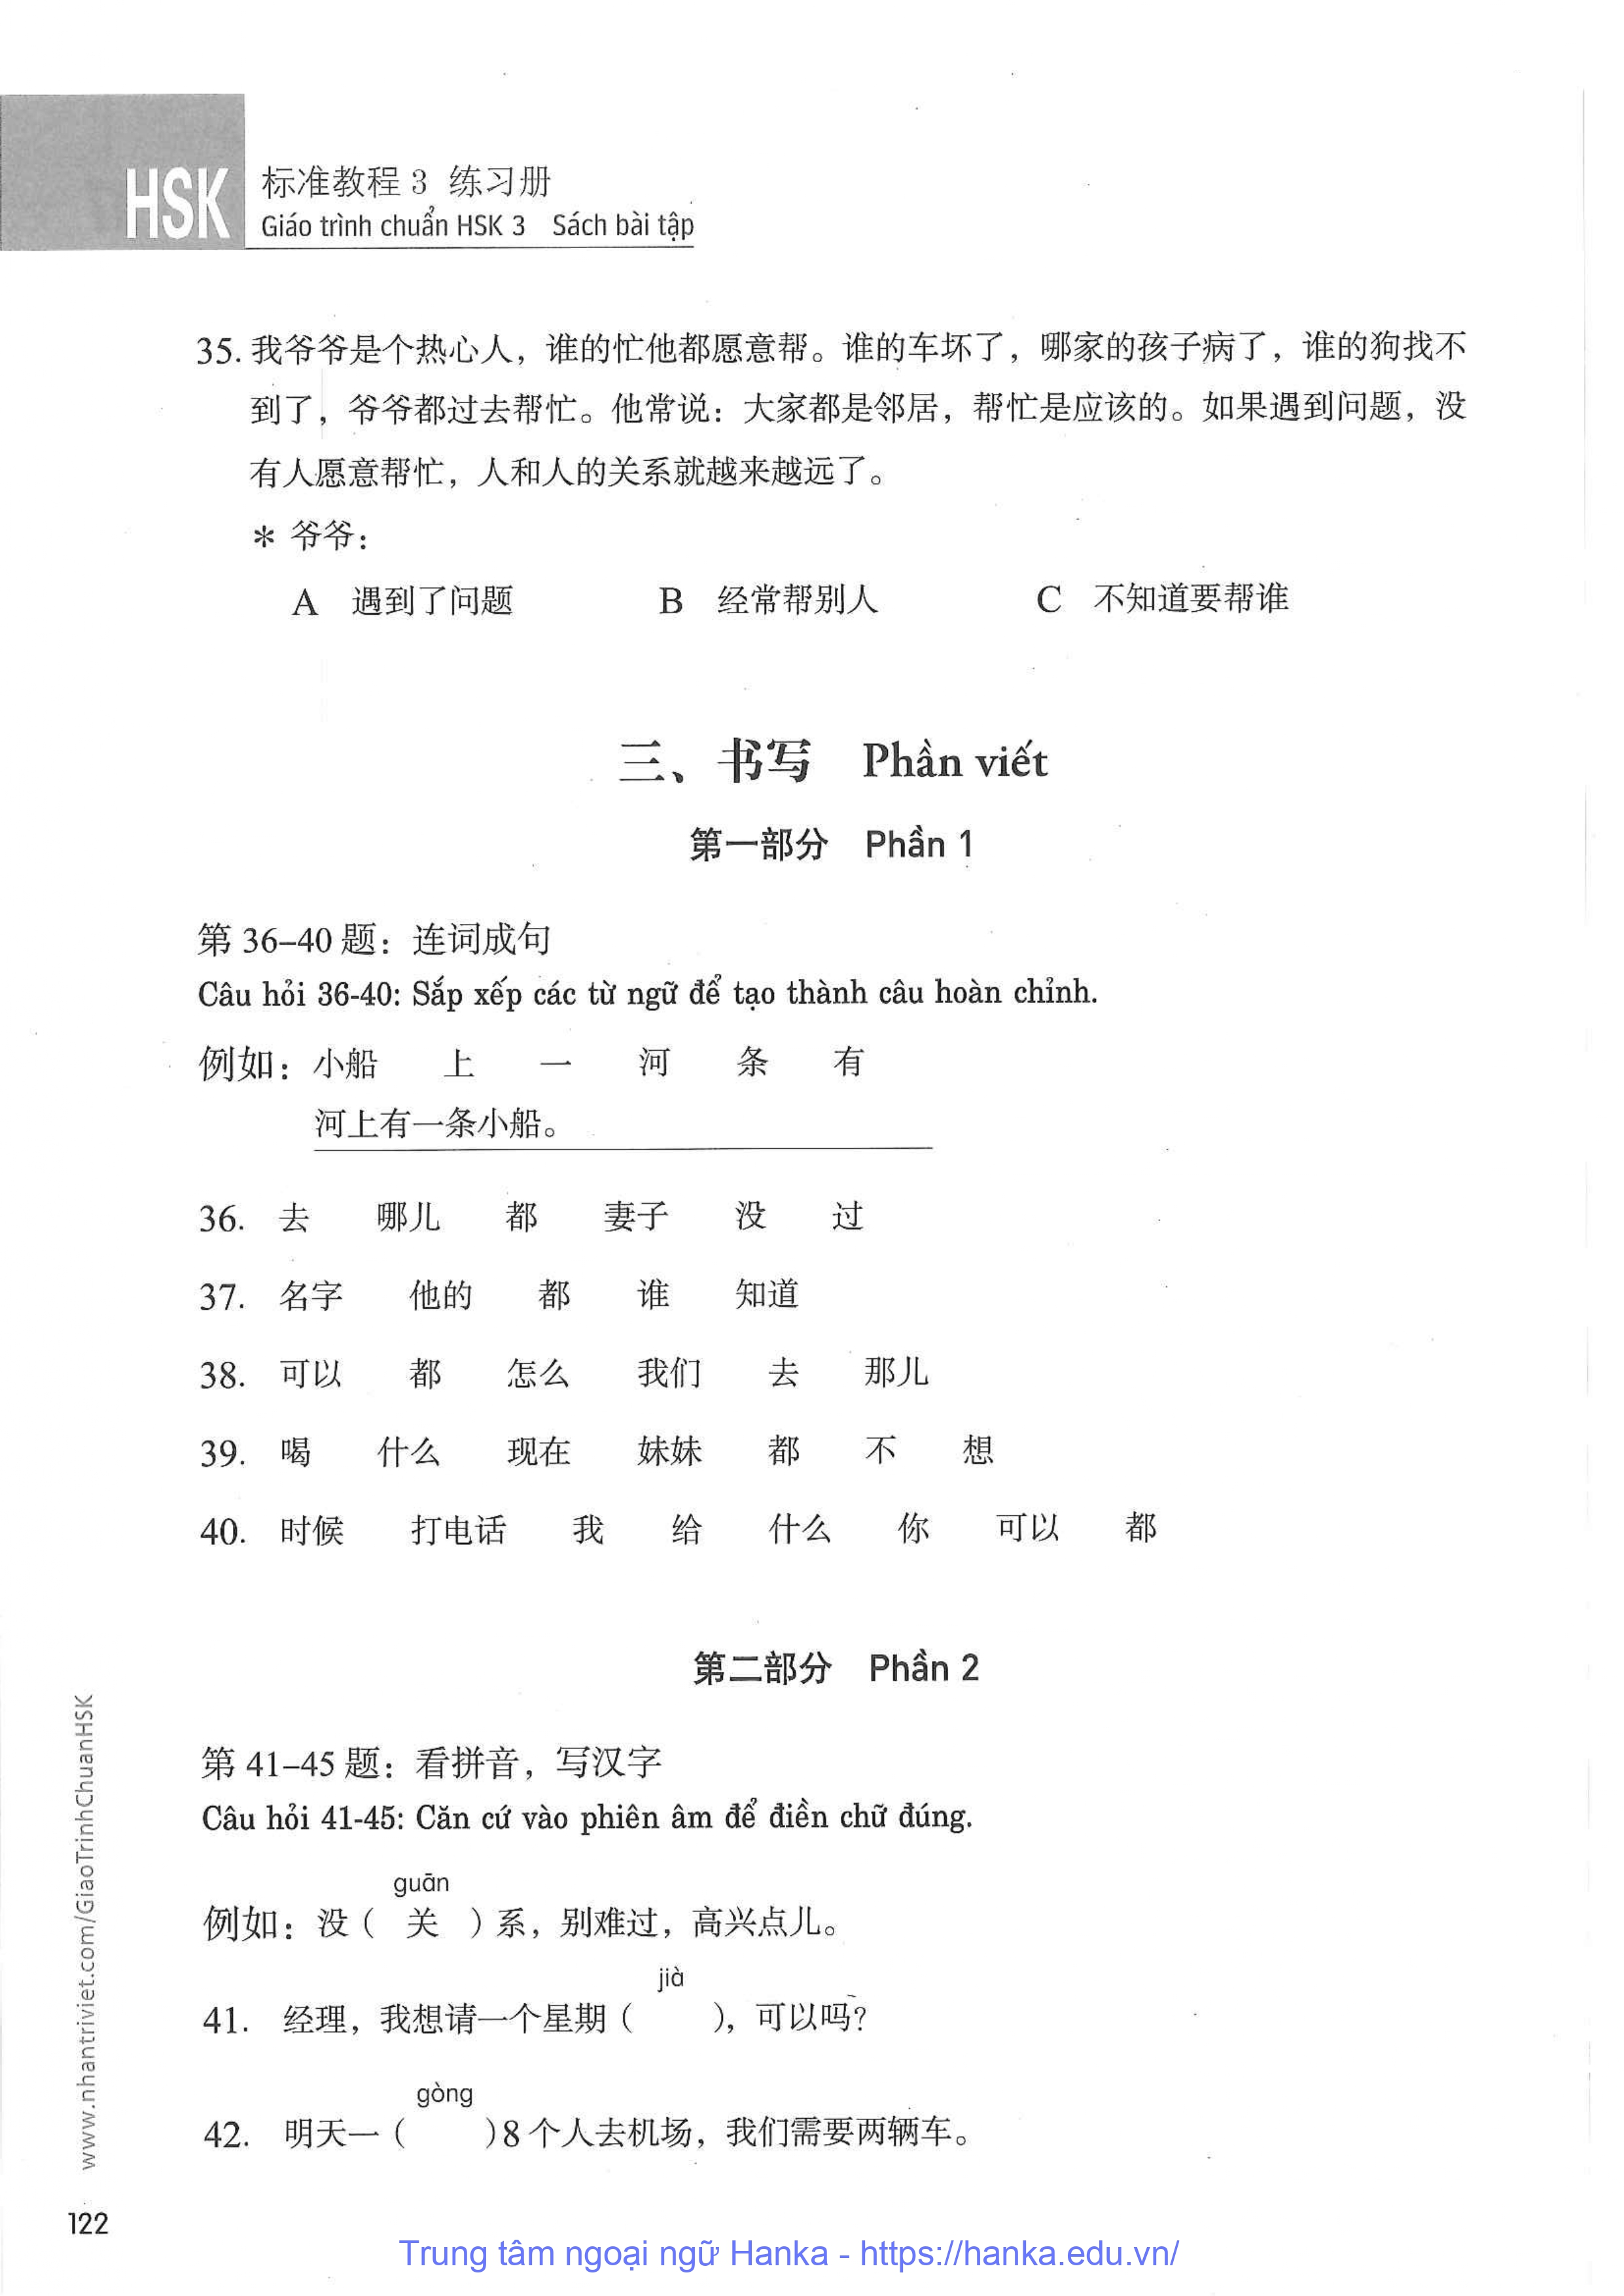 HSK 标准教程 3 练习册
Giáo trình chuẩn HSK 3 Sách bài tập
35. 我爷爷是个热心人，谁的忙他都愿意帮。谁的车坏了，哪家的孩子病了，谁的狗找不
到了，爷爷都过去帮忙。他常说：大家都是邻居，帮忙是应该的。如果遇到问题，没
有人愿意帮忙，人和人的关系就越来越远了。
* 爷爷：
A 遇到了问题 B 经常帮别人 C 不知道要帮谁
三、书写 Phần viết
第一部分 Phần 1
第 36–40 题：连词成句
Câu hỏi 36-40: Sắp xếp các từ ngữ để tạo thành câu hoàn chỉnh.
例如：小船 上 一 河 条 有
河上有一条小船。
36. 去 哪儿 都 妻子 没 过
37. 名字 他的 都 谁 知道
38. 可以 都 怎么 我们 去 那儿
39. 喝 什么 现在 妹妹 都 不 想
40. 时候 打电话 我 给 什么 你 可以 都
第二部分 Phần 2
第 41–45 题：看拼音，写汉字
Câu hỏi 41-45: Căn cứ vào phiên âm để điền chữ đúng.
guān
例如：没（ 关 ）系，别难过，高兴点儿。
jià
41. 经理，我想请一个星期（ ），可以吗？
gòng
42. 明天一（ ）8 个人去机场，我们需要两辆车。
www.nhantriviet.com/GiaoTrinhChuanHSK
122
Trung tâm ngoại ngữ Hanka - https://hanka.edu.vn/